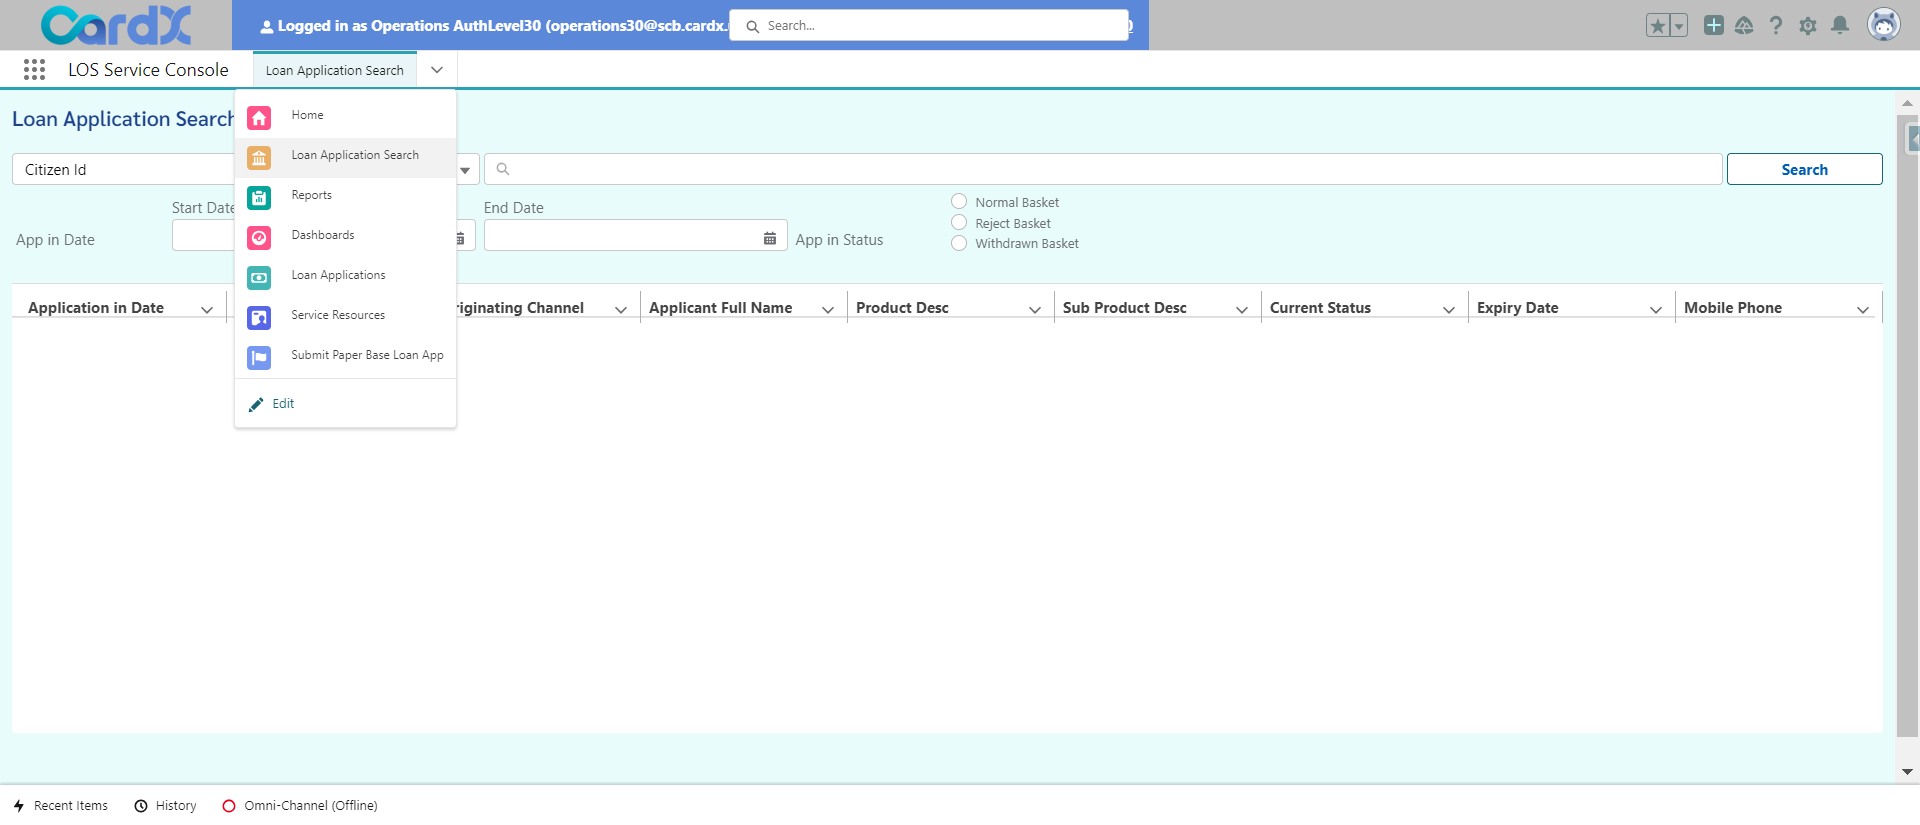 CardX
Logged in as Operations AuthLevel30 (operations30@scb.cardx.
Search...
LOS Service Console
Loan Application Search
Loan Application Search
Home
Loan Application Search
Reports
Dashboards
Loan Applications
Service Resources
Submit Paper Base Loan App
Edit
Citizen Id
Search
Start Date
End Date
App in Date
App in Status
Normal Basket
Reject Basket
Withdrawn Basket
Application in Date
riginating Channel
Applicant Full Name
Product Desc
Sub Product Desc
Current Status
Expiry Date
Mobile Phone
Recent Items
History
Omni-Channel (Offline)